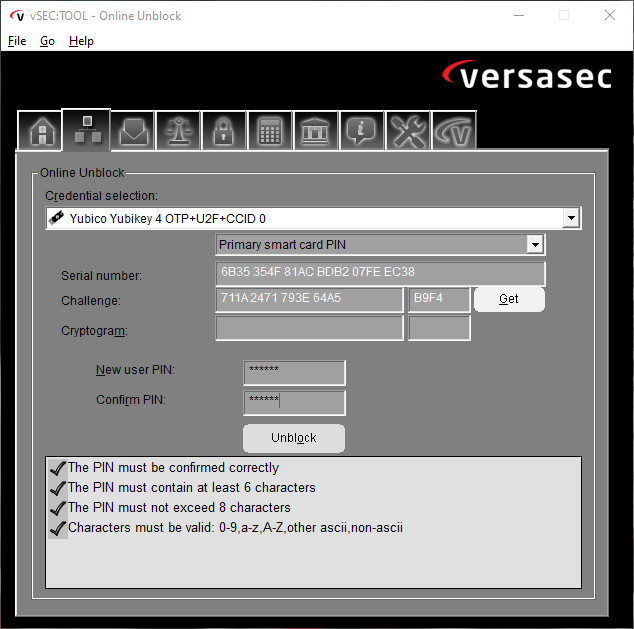 vSEC:TOOL - Online Unblock
File Go Help
versasec
Online Unblock
Credential selection:
Yubico Yubikey 4 OTP+U2F+CCID 0
Primary smart card PIN
Serial number: 6B35 354F 81AC BDB2 07FE EC38
Challenge: 711A 2471 793E 64A5 B9F4 Get
Cryptogram:
New user PIN: ******
Confirm PIN: ******
Unblock
The PIN must be confirmed correctly
The PIN must contain at least 6 characters
The PIN must not exceed 8 characters
Characters must be valid: 0-9,a-z,A-Z,other ascii,non-ascii